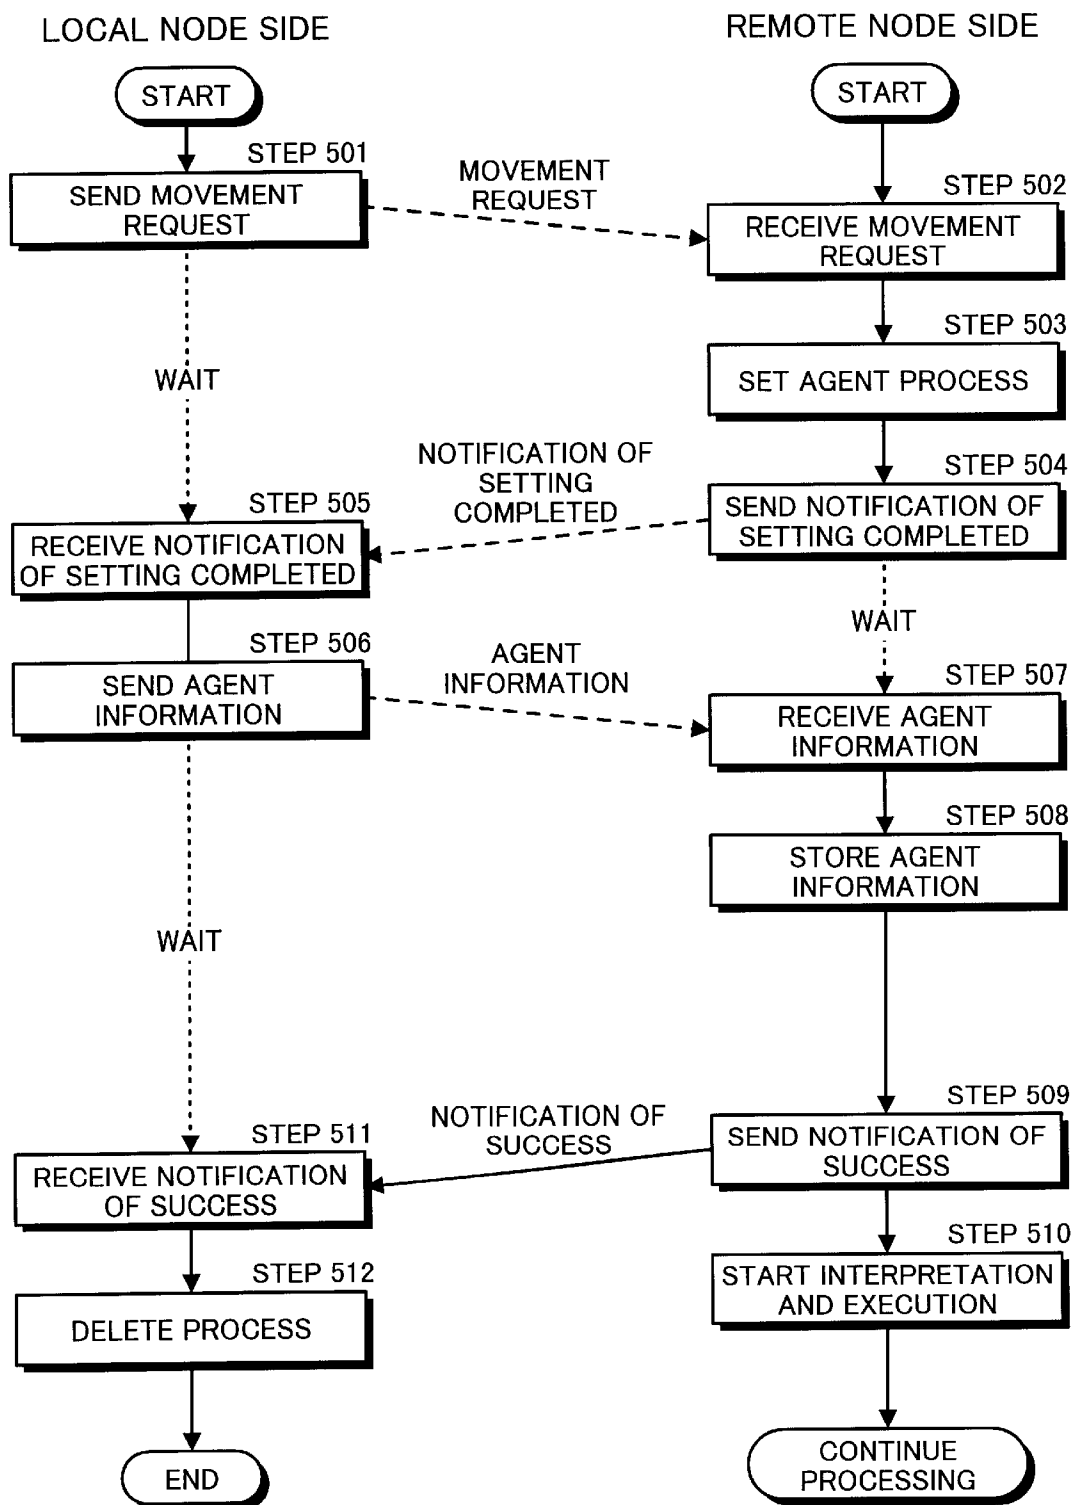 LOCAL NODE SIDE
REMOTE NODE SIDE
START
START
STEP 501
SEND MOVEMENT
REQUEST
MOVEMENT
REQUEST
STEP 502
RECEIVE MOVEMENT
REQUEST
STEP 503
SET AGENT PROCESS
WAIT
NOTIFICATION OF
SETTING
COMPLETED
STEP 504
SEND NOTIFICATION OF
SETTING COMPLETED
STEP 505
RECEIVE NOTIFICATION
OF SETTING COMPLETED
WAIT
STEP 506
SEND AGENT
INFORMATION
AGENT
INFORMATION
STEP 507
RECEIVE AGENT
INFORMATION
STEP 508
STORE AGENT
INFORMATION
WAIT
STEP 509
SEND NOTIFICATION OF
SUCCESS
NOTIFICATION OF
SUCCESS
STEP 511
RECEIVE NOTIFICATION
OF SUCCESS
STEP 510
START INTERPRETATION
AND EXECUTION
STEP 512
DELETE PROCESS
END
CONTINUE
PROCESSING